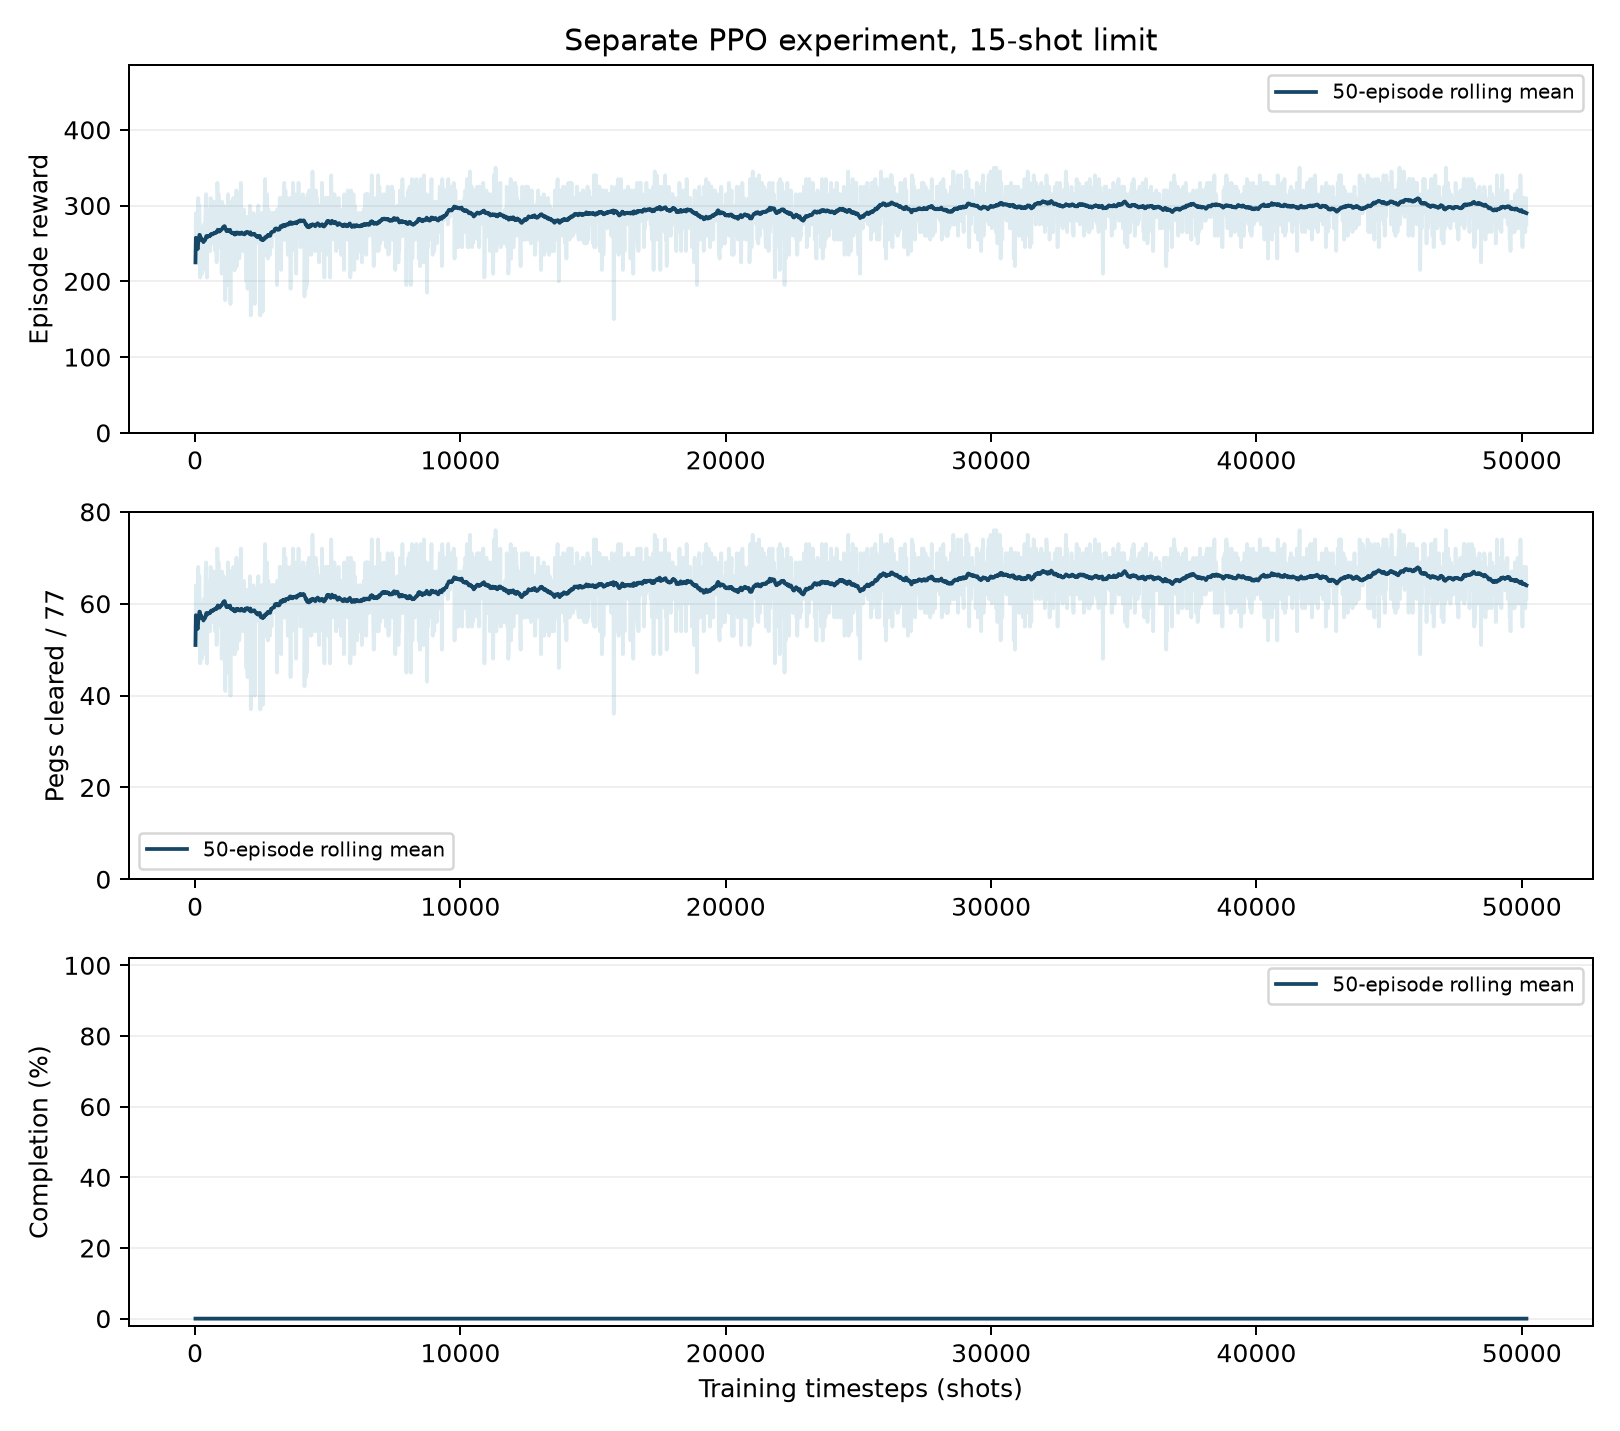 Separate PPO experiment, 15-shot limit
50-episode rolling mean
Episode reward
400
300
200
100
0
0 10000 20000 30000 40000 50000
Pegs cleared / 77
80
60
40
20
0
50-episode rolling mean
0 10000 20000 30000 40000 50000
50-episode rolling mean
Completion (%)
100
80
60
40
20
0
0 10000 20000 30000 40000 50000
Training timesteps (shots)